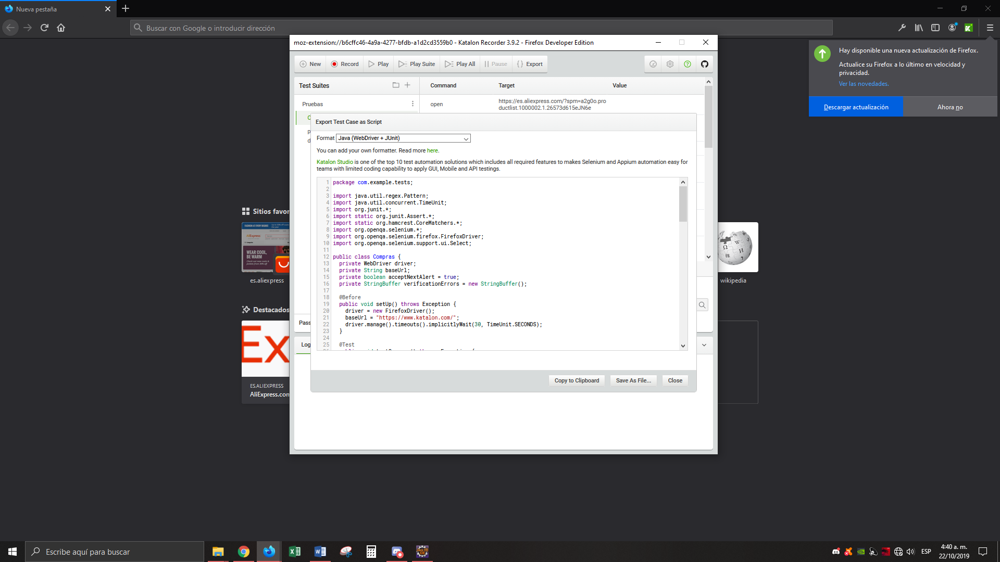 Nueva pestaña
Buscar con Google o introducir dirección
moz-extension://b6cffc46-4a9a-4277-bfdb-a1d2cd3559b0 - Katalon Recorder 3.9.2 - Firefox Developer Edition
New
Record
Play
Play Suite
Play All
Pause
Export
Hay disponible una nueva actualización de Firefox.
Actualice su Firefox a lo último en velocidad y
privacidad.
Ver las novedades.
Descargar actualización
Ahora no
Test Suites
Command
Target
Value
Pruebas
open
https://es.aliexpress.com/?spm=a2g0o.pro
ductlist.1000002.1.26573d615eJN6e
Export Test Case as Script
Format
Java (WebDriver + JUnit)
You can add your own formatter. Read more here.
Katalon Studio is one of the top 10 test automation solutions which includes all required features to makes Selenium and Appium automation easy for
teams with limited coding capability to apply GUI, Mobile and API testings.
1 package com.example.tests;
2
3 import java.util.regex.Pattern;
4 import java.util.concurrent.TimeUnit;
5 import org.junit.*;
6 import static org.junit.Assert.*;
7 import static org.hamcrest.CoreMatchers.*;
8 import org.openqa.selenium.*;
9 import org.openqa.selenium.firefox.FirefoxDriver;
10 import org.openqa.selenium.support.ui.Select;
11
12 public class Compras {
13 private WebDriver driver;
14 private String baseUrl;
15 private boolean acceptNextAlert = true;
16 private StringBuffer verificationErrors = new StringBuffer();
17
18 @Before
19 public void setUp() throws Exception {
20 driver = new FirefoxDriver();
21 baseUrl = "https://www.katalon.com/";
22 driver.manage().timeouts().implicitlyWait(30, TimeUnit.SECONDS);
23 }
24
25 @Test
Copy to Clipboard
Save As File...
Close
Pass
Log
Sitios favor
AliExpress
WEAR COOL,
BE WARM
es.aliexpress
wikipedia
Destacados
Ex
ES.ALIEXPRESS
AliExpress.com
Escribe aquí para buscar
ESP
4:40 a. m.
22/10/2019